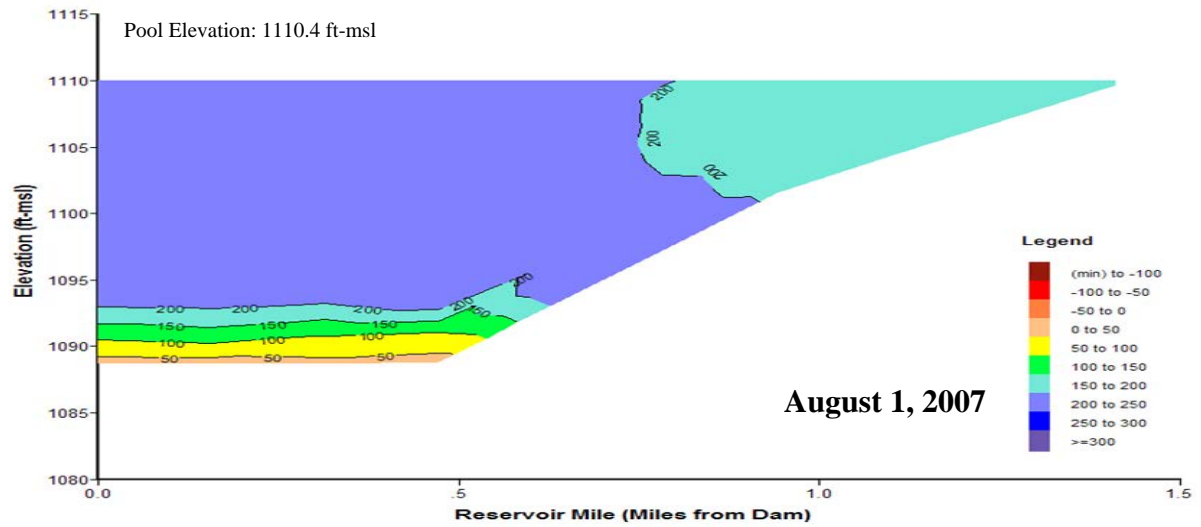 Pool Elevation: 1110.4 ft-msl
1115
1110
1105
1100
1095
1090
1085
1080
Elevation (ft-msl)
200
200
200
200
200
200
200
200
150
150
150
150
100
100
100
50
50
50
August 1, 2007
Legend
(min) to -100
-100 to -50
-50 to 0
0 to 50
50 to 100
100 to 150
150 to 200
200 to 250
250 to 300
>=300
0.0
.5
1.0
1.5
Reservoir Mile (Miles from Dam)